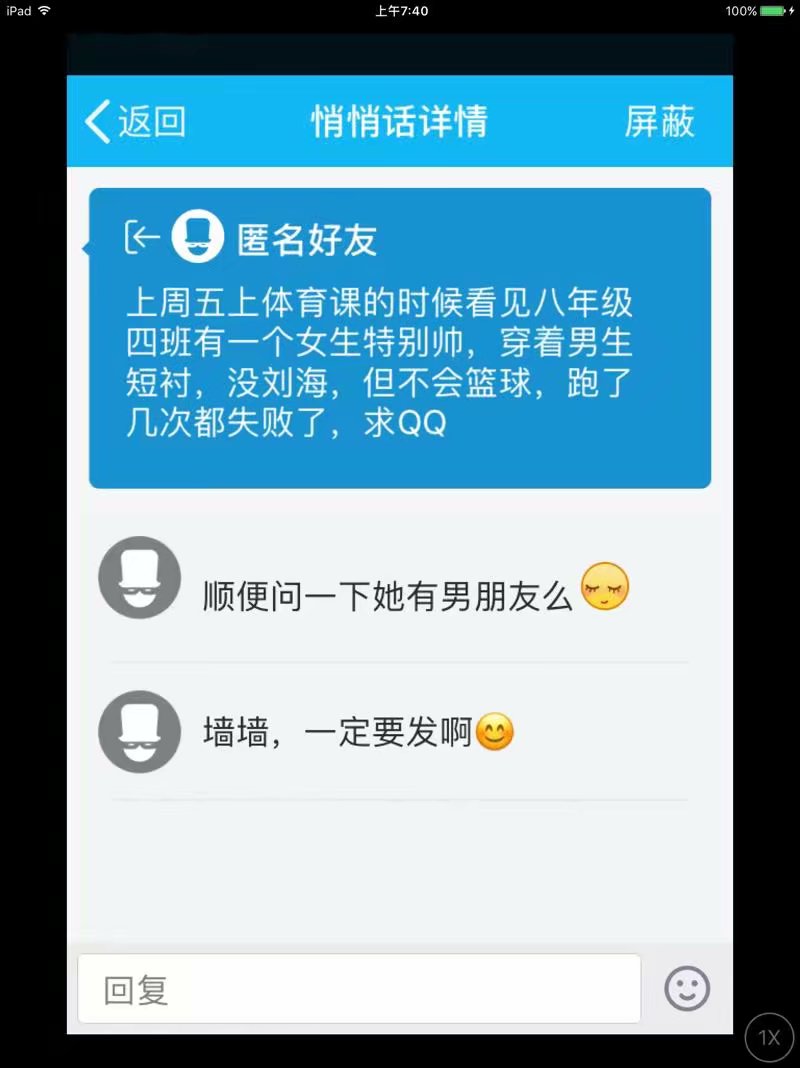 iPad 上午7:40 100%
返回 悄悄话详情 屏蔽
匿名好友
上周五上体育课的时候看见八年级
四班有一个女生特别帅，穿着男生
短衬，没刘海，但不会篮球，跑了
几次都失败了，求QQ
顺便问一下她有男朋友么
墙墙，一定要发啊
回复
1X